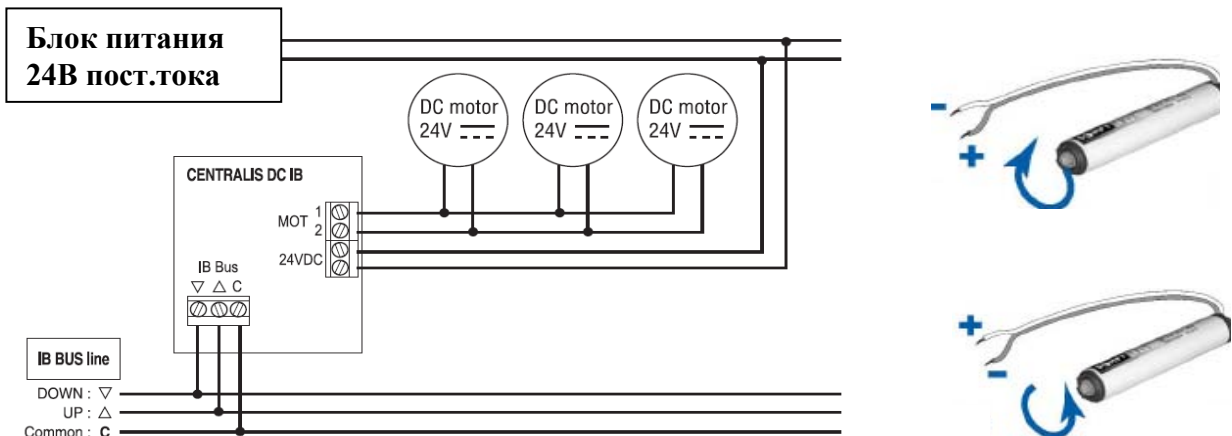 Блок питания
24В пост.тока
DC motor
24V
DC motor
24V
DC motor
24V
CENTRALIS DC IB
MOT 1
2
24VDC
IB Bus
▽ △ C
IB BUS line
DOWN : ▽
UP : △
Common : C
-
+
+
-